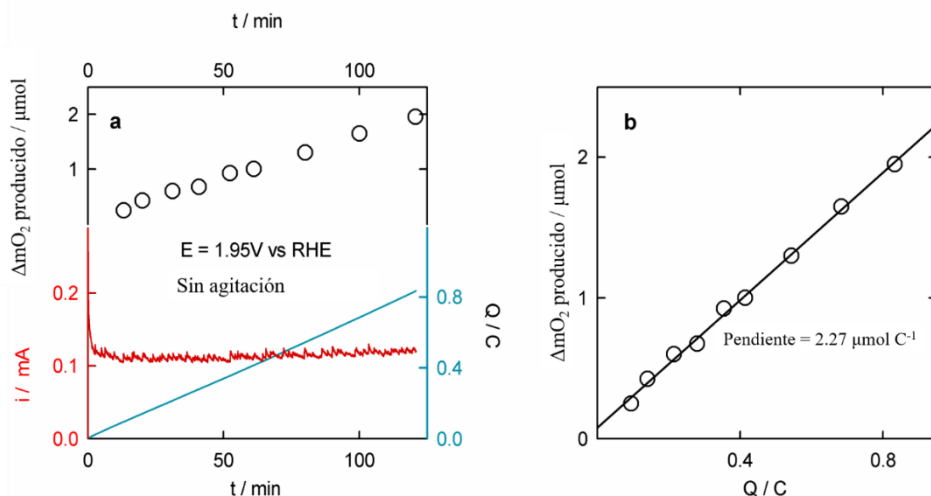 t / min
0 50 100
a
2
1
ΔmO₂ producido / μmol
E = 1.95V vs RHE
Sin agitación
0.2
0.1
0.0
i / mA
0.8
0.4
0.0
Q / C
0 50 100
t / min
b
2
1
0
ΔmO₂ producido / μmol
Pendiente = 2.27 μmol C⁻¹
0.4 0.8
Q / C